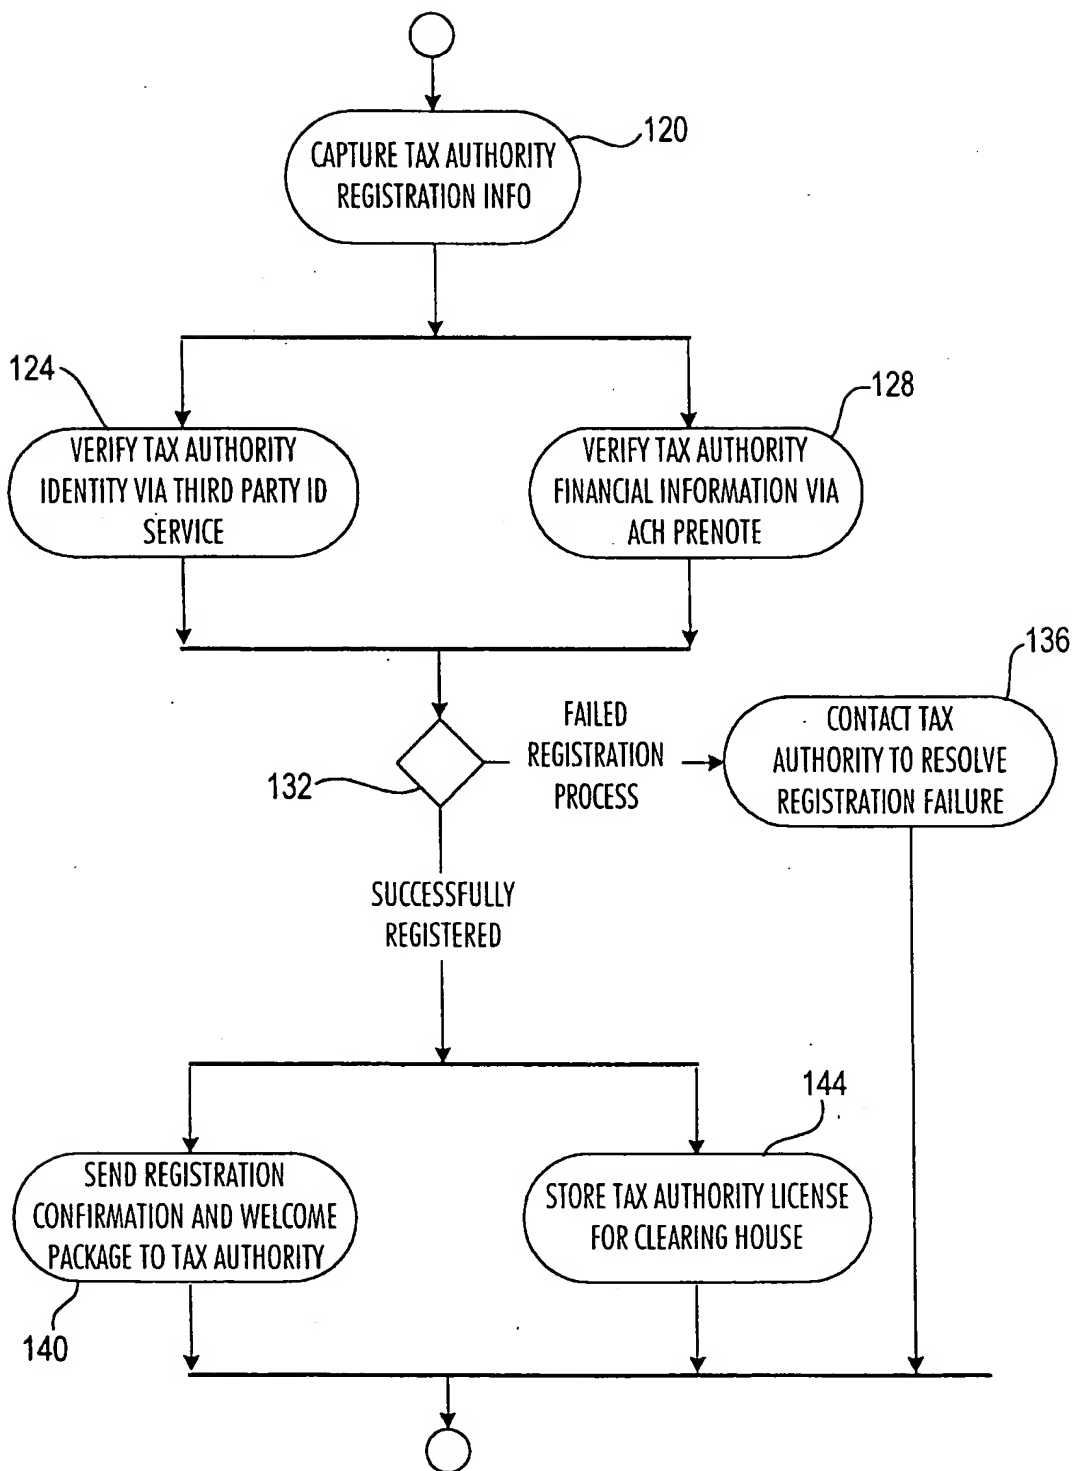 120
CAPTURE TAX AUTHORITY
REGISTRATION INFO
124
128
VERIFY TAX AUTHORITY
IDENTITY VIA THIRD PARTY ID
SERVICE
VERIFY TAX AUTHORITY
FINANCIAL INFORMATION VIA
ACH PRENOTE
136
FAILED
REGISTRATION
PROCESS
CONTACT TAX
AUTHORITY TO RESOLVE
REGISTRATION FAILURE
132
SUCCESSFULLY
REGISTERED
144
SEND REGISTRATION
CONFIRMATION AND WELCOME
PACKAGE TO TAX AUTHORITY
STORE TAX AUTHORITY LICENSE
FOR CLEARING HOUSE
140